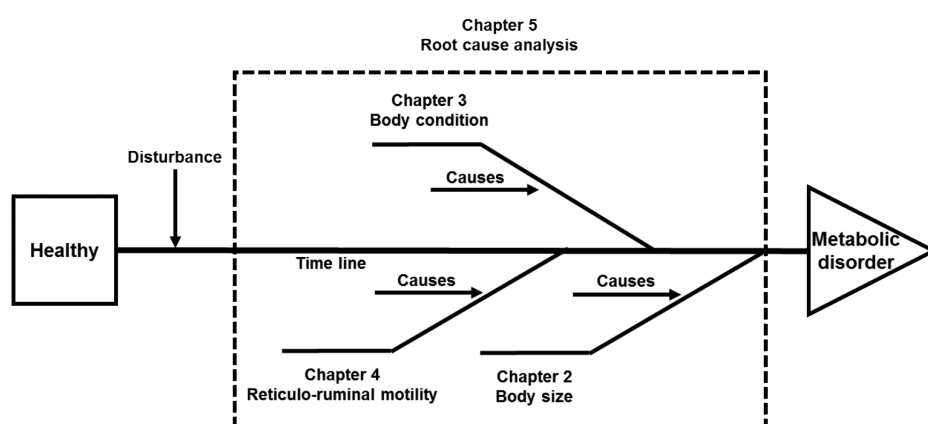 Chapter 5
Root cause analysis
Chapter 3
Body condition
Disturbance
Causes
Healthy
Time line
Metabolic
disorder
Causes
Causes
Chapter 4
Reticulo-ruminal motility
Chapter 2
Body size